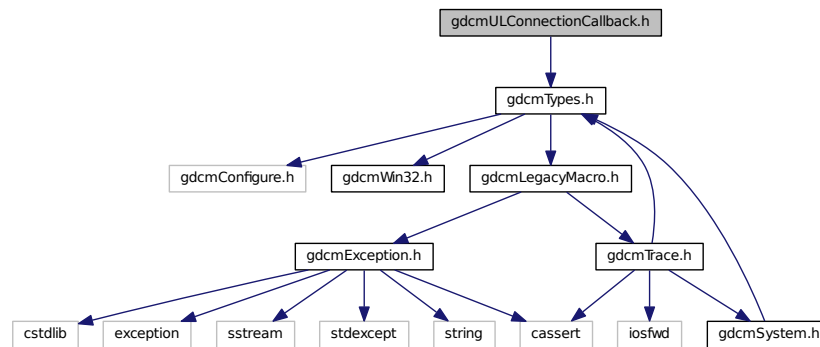 gdcmULConnectionCallback.h
gdcmTypes.h
gdcmConfigure.h
gdcmWin32.h
gdcmLegacyMacro.h
gdcmException.h
gdcmTrace.h
cstdlib
exception
sstream
stdexcept
string
cassert
iosfwd
gdcmSystem.h